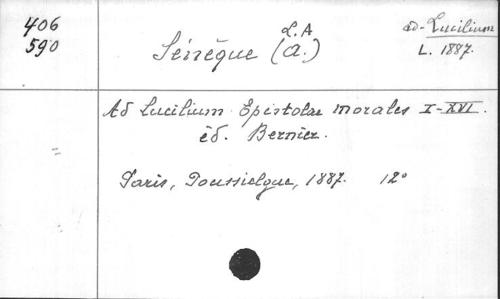 406
590
Sénèque (L. A.)
ad Lucilium
L. 1887.
Ad Lucilium Epistolae morales I-XVI.
éd. Bernier.
Paris, Poussielgue, 1887. 12°